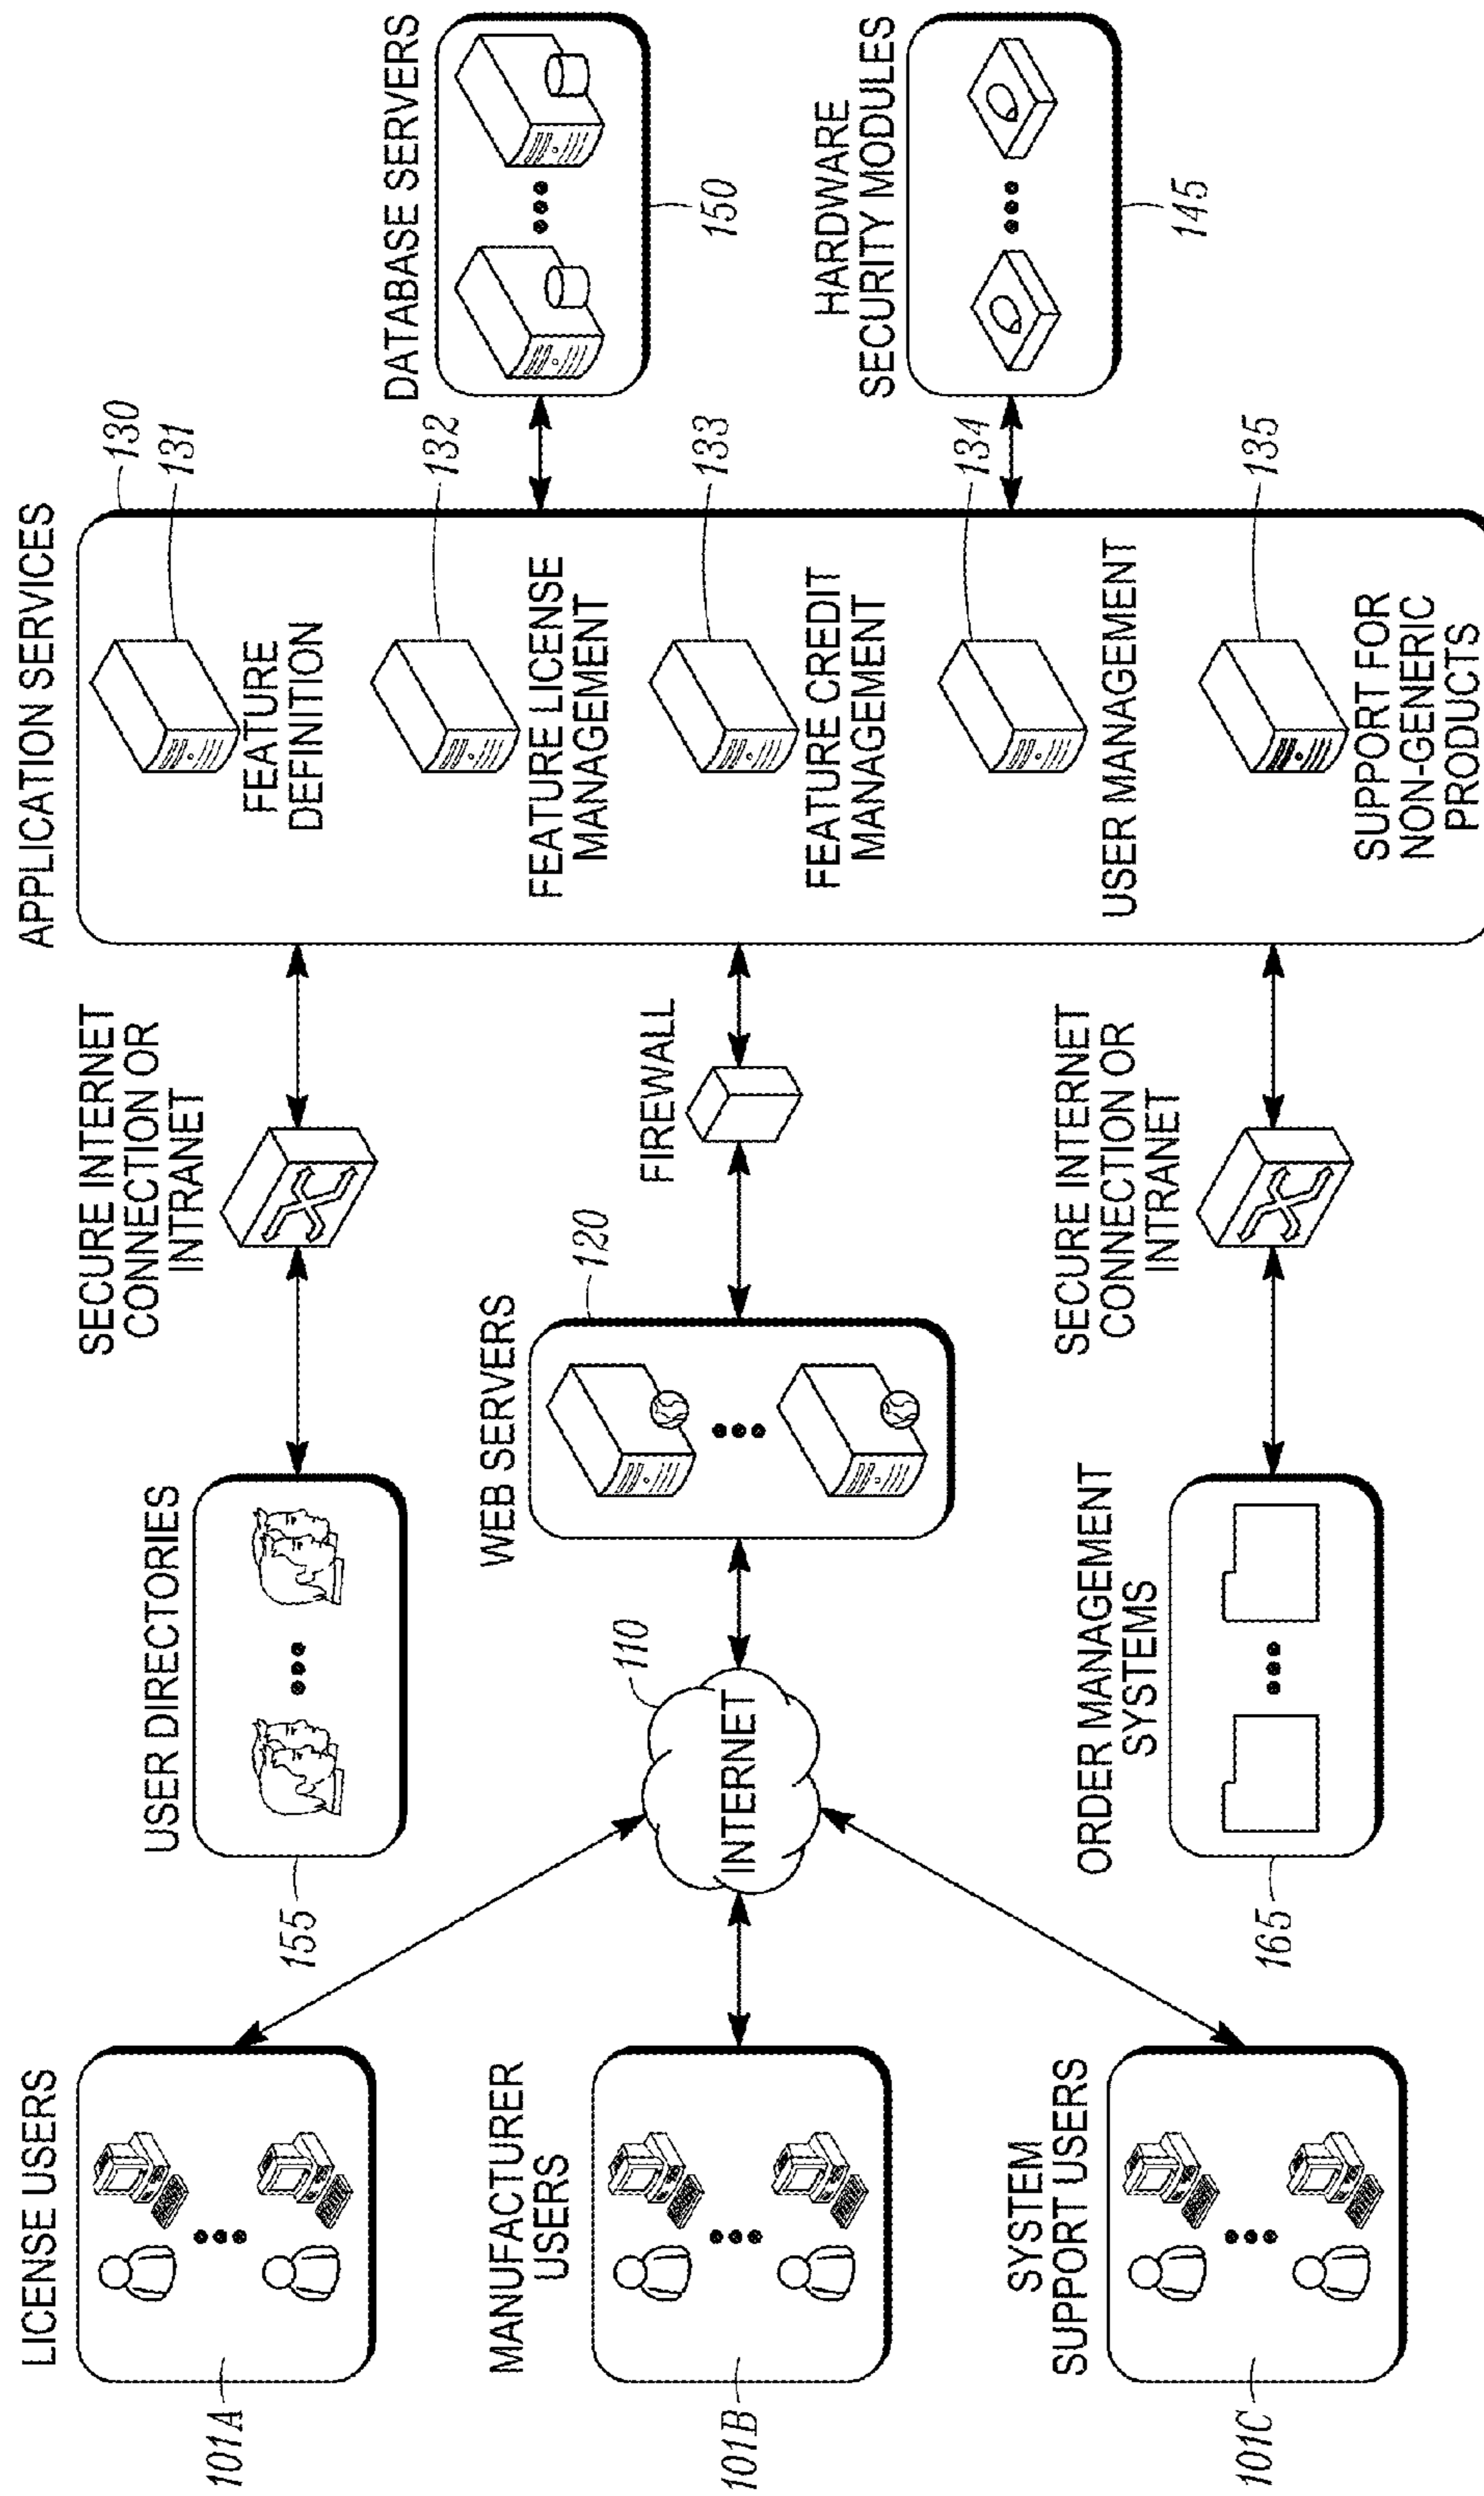 LICENSE USERS
101A
MANUFACTURER
USERS
101B
SYSTEM
SUPPORT USERS
101C
USER DIRECTORIES
155
INTERNET
110
ORDER MANAGEMENT
SYSTEMS
165
WEB SERVERS
120
SECURE INTERNET
CONNECTION OR
INTRANET
FIREWALL
SECURE INTERNET
CONNECTION OR
INTRANET
APPLICATION SERVICES
130
131
FEATURE
DEFINITION
132
FEATURE LICENSE
MANAGEMENT
133
FEATURE CREDIT
MANAGEMENT
134
USER MANAGEMENT
135
SUPPORT FOR
NON-GENERIC
PRODUCTS
DATABASE SERVERS
150
HARDWARE
SECURITY MODULES
145